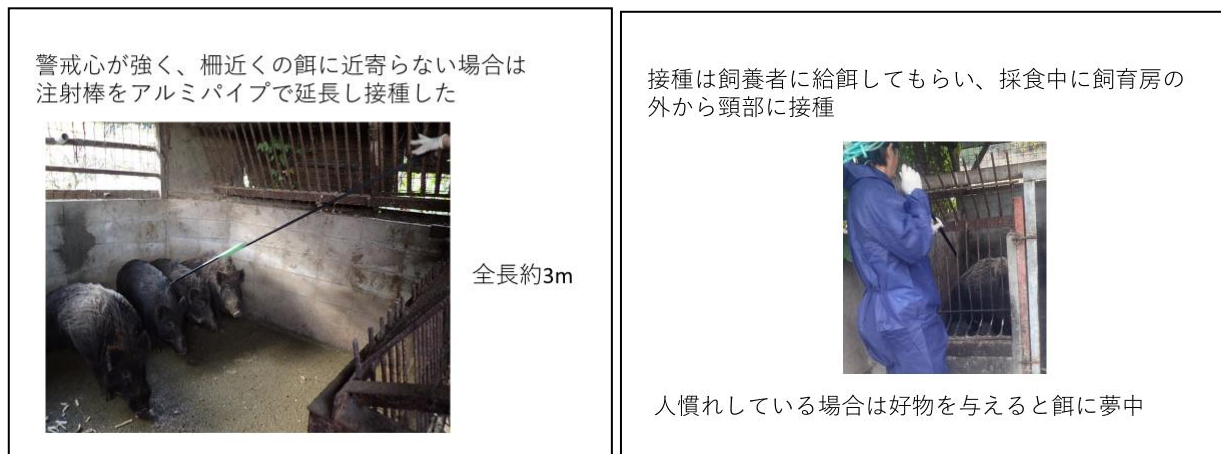 警戒心が強く、柵近くの餌に近寄らない場合は
注射棒をアルミパイプで延長し接種した
全長約3m
接種は飼養者に給餌してもらい、採食中に飼育房の
外から頸部に接種
人慣れしている場合は好物を与えると餌に夢中